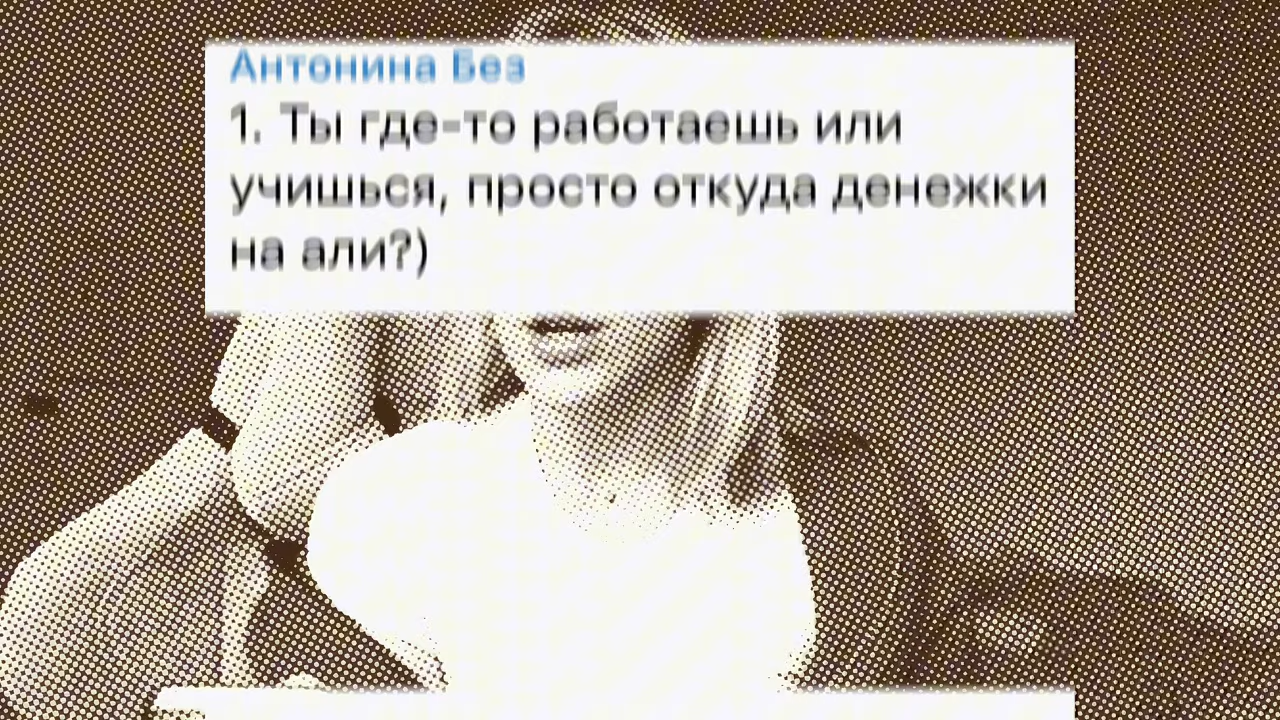 Антонина Без
1. Ты где-то работаешь или
учишься, просто откуда денежки
на али?)